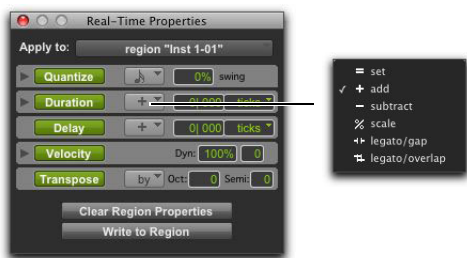 Real-Time Properties
Apply to: region "Inst 1-01"
Quantize 0% swing
Duration + 0| 000 ticks
Delay + 0| 000 ticks
Velocity Dyn: 100% 0
Transpose by Oct: 0 Semi: 0
Clear Region Properties
Write to Region
= set
✓ + add
− subtract
% scale
legato/gap
legato/overlap